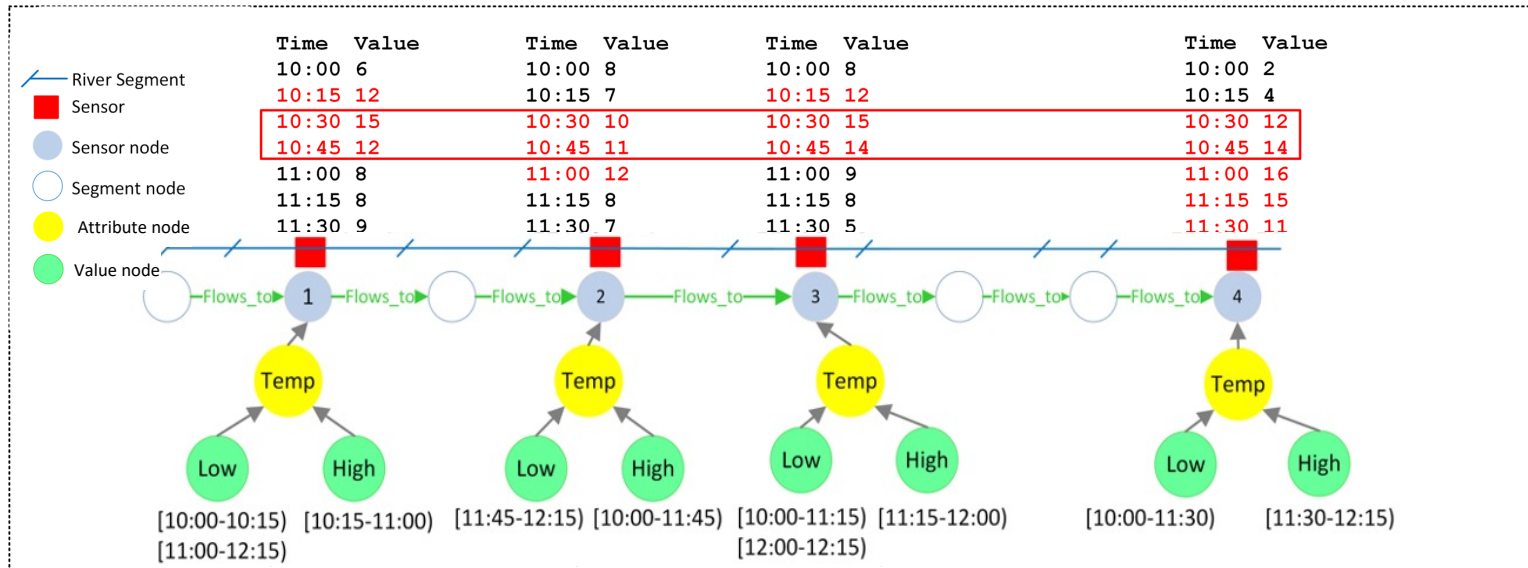 Time Value Time Value Time Value Time Value
10:00 6 10:00 8 10:00 8 10:00 2
10:15 12 10:15 7 10:15 12 10:15 4
10:30 15 10:30 10 10:30 15 10:30 12
10:45 12 10:45 11 10:45 14 10:45 14
11:00 8 11:00 12 11:00 9 11:00 16
11:15 8 11:15 8 11:15 8 11:15 15
11:30 9 11:30 7 11:30 5 11:30 11
River Segment
Sensor
Sensor node
Segment node
Attribute node
Value node
Flows_to 1 Flows_to Flows_to 2 Flows_to 3 Flows_to Flows_to Flows_to 4
Temp Temp Temp Temp
Low High Low High Low High Low High
[10:00-10:15) [10:15-11:00) [11:45-12:15) [10:00-11:45) [10:00-11:15) [11:15-12:00) [10:00-11:30) [11:30-12:15)
[11:00-12:15) [12:00-12:15)